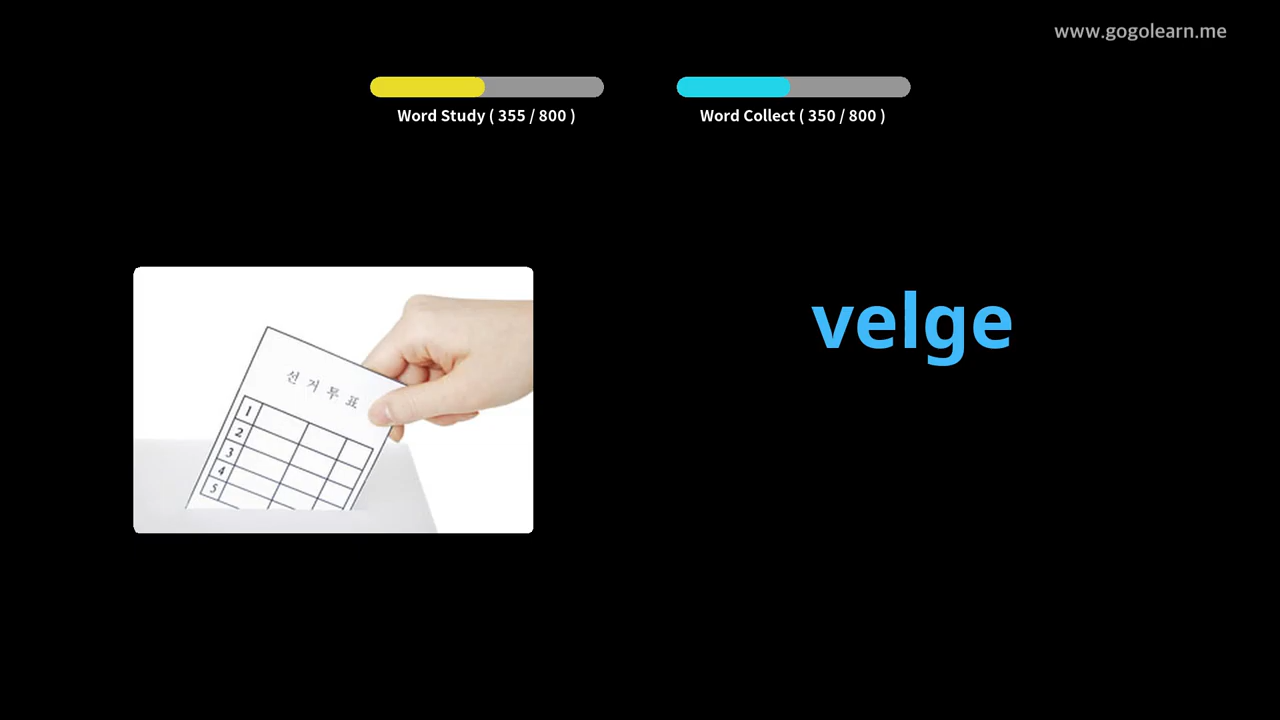 www.gogolearn.me
Word Study ( 355 / 800 )
Word Collect ( 350 / 800 )
velge
선거투표
1
2
3
4
5